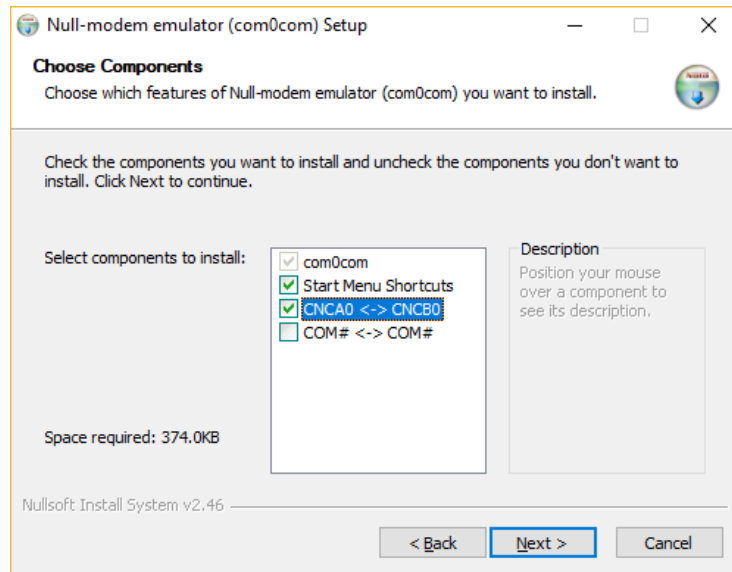 Null-modem emulator (com0com) Setup
Choose Components
Choose which features of Null-modem emulator (com0com) you want to install.
Check the components you want to install and uncheck the components you don't want to
install. Click Next to continue.
Select components to install:
com0com
Start Menu Shortcuts
CNCA0 <-> CNCB0
COM# <-> COM#
Description
Position your mouse
over a component to
see its description.
Space required: 374.0KB
Nullsoft Install System v2.46
< Back
Next >
Cancel